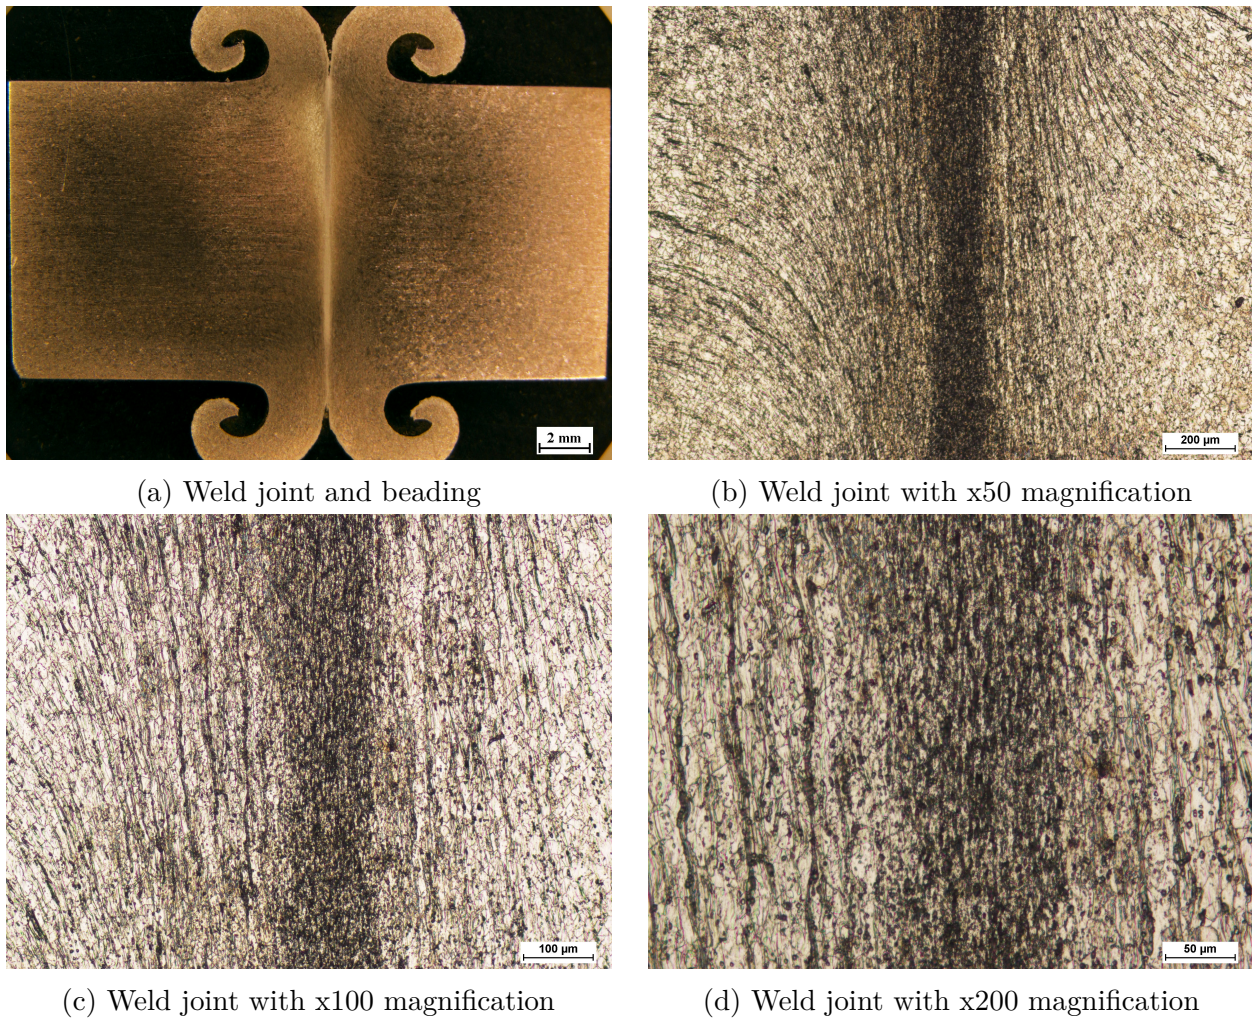 2 mm
200 µm
(a) Weld joint and beading
(b) Weld joint with x50 magnification
100 µm
50 µm
(c) Weld joint with x100 magnification
(d) Weld joint with x200 magnification